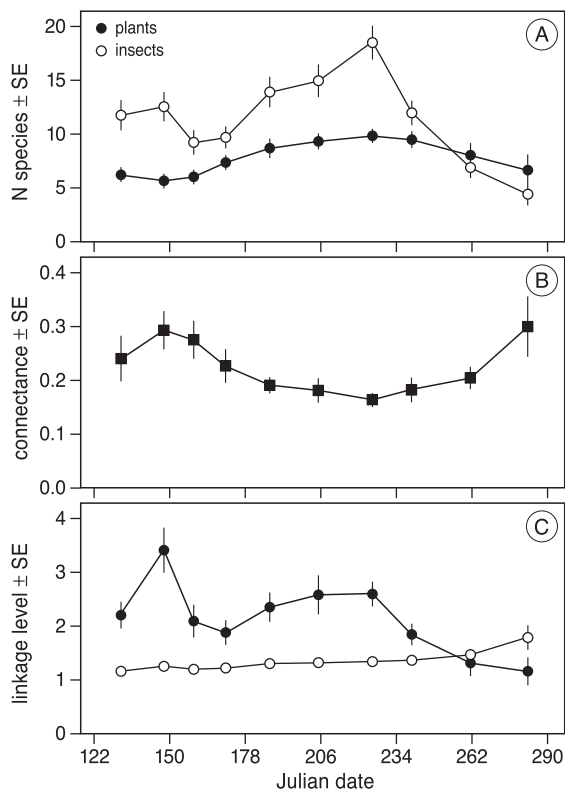 20
15
10
5
0
N species ± SE
plants
insects
A
0.4
0.3
0.2
0.1
0.0
connectance ± SE
B
4
3
2
1
0
linkage level ± SE
C
122 150 178 206 234 262 290
Julian date